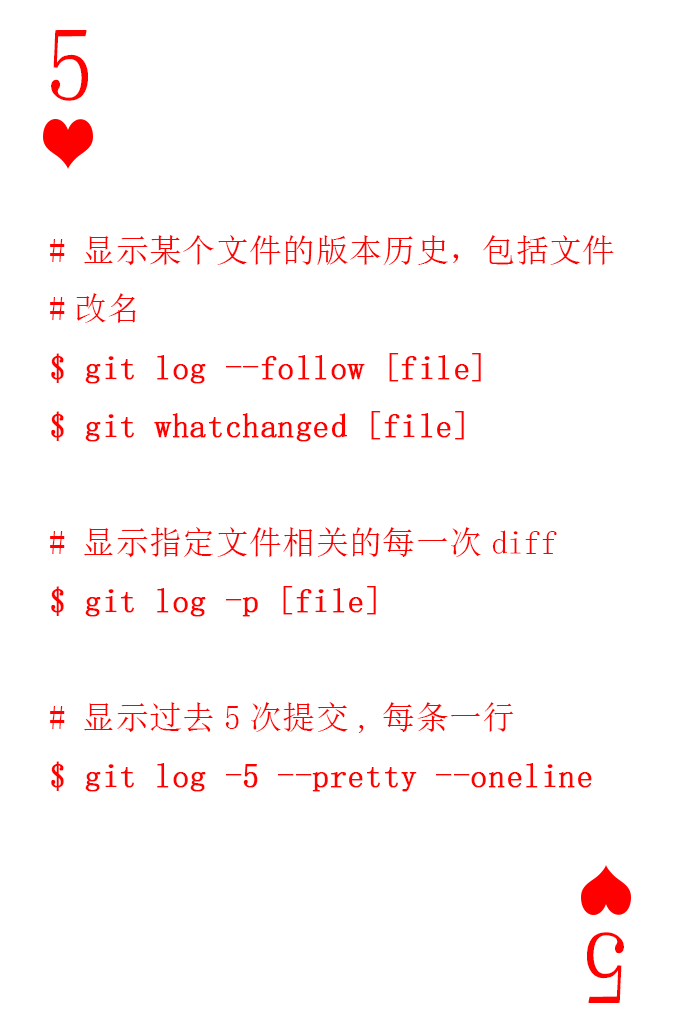 5
# 显示某个文件的版本历史，包括文件
# 改名
$ git log --follow [file]
$ git whatchanged [file]
# 显示指定文件相关的每一次 diff
$ git log -p [file]
# 显示过去 5 次提交，每条一行
$ git log -5 --pretty --oneline
5